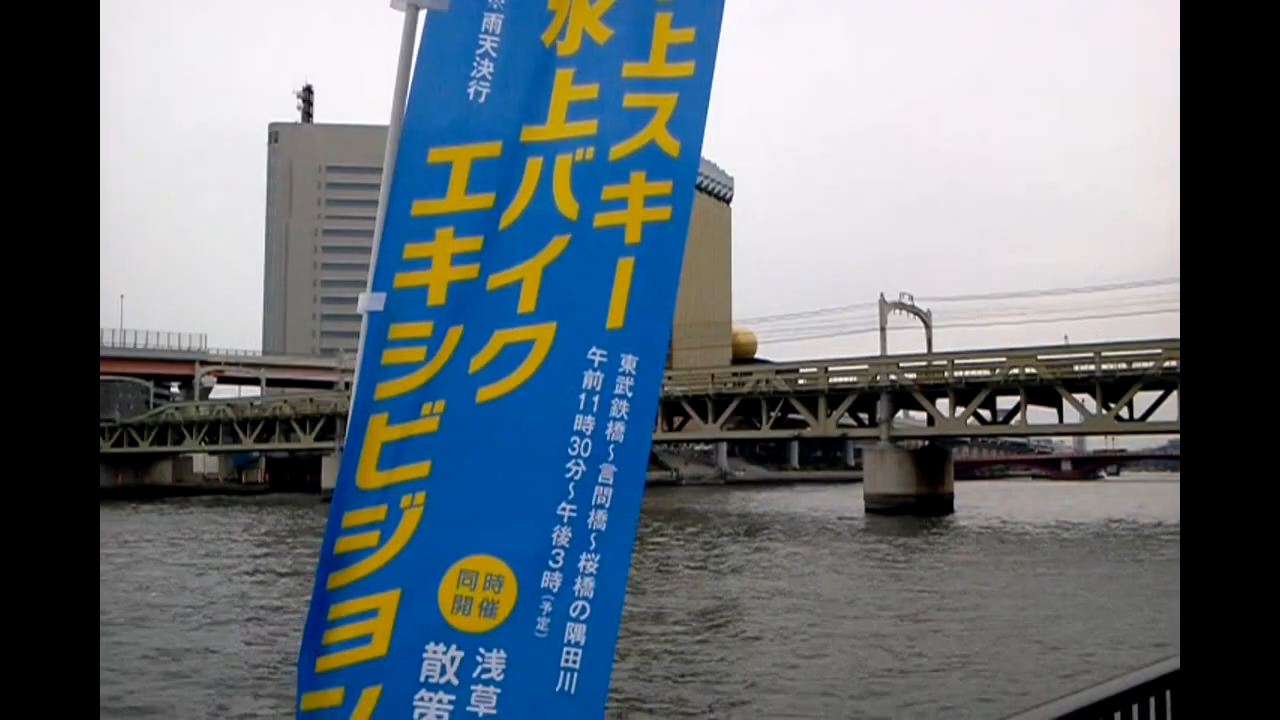 上スキー
水上バイク
エキシビジョン
※雨天決行
東武鉄橋～言問橋～桜橋の隅田川
午前11時30分～午後3時(予定)
同時
開催
浅草
散策